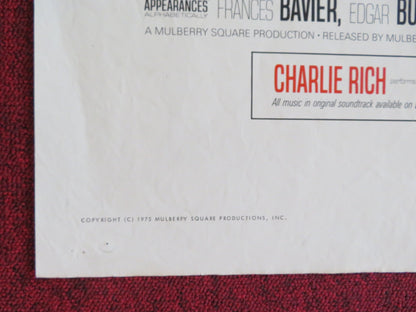 APPEARANCES FRANCES BAVIER, EDGAR
ALPHABETICALLY
A MULBERRY SQUARE PRODUCTION • RELEASED BY
CHARLIE RICH
All music in original soundtrack available on
COPYRIGHT (C) 1975 MULBERRY SQUARE PRODUCTIONS, INC.